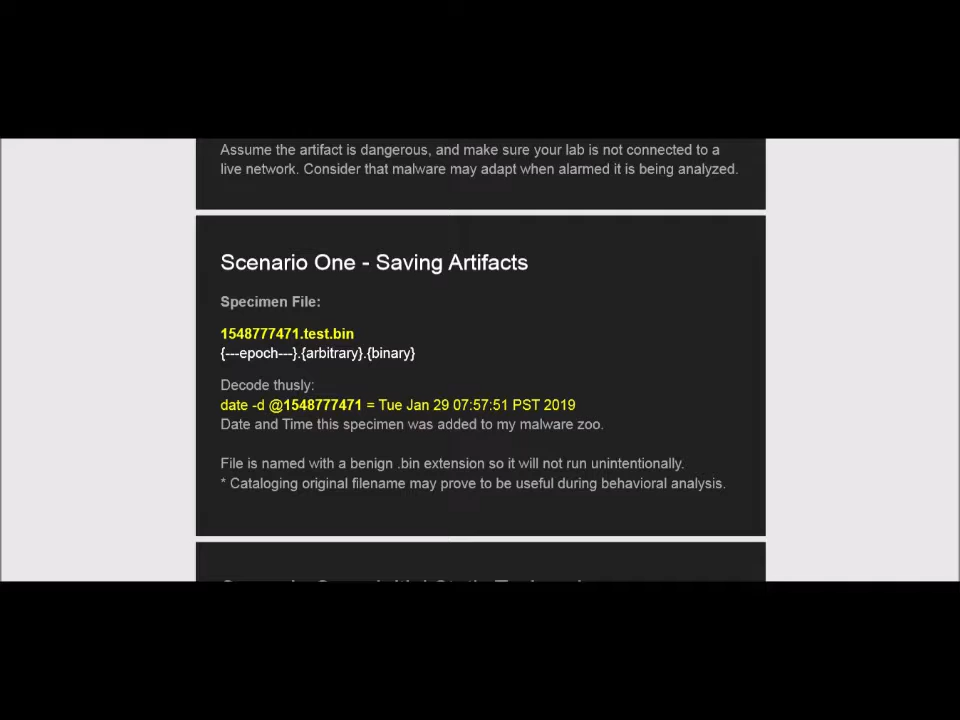 Assume the artifact is dangerous, and make sure your lab is not connected to a
live network. Consider that malware may adapt when alarmed it is being analyzed.
Scenario One - Saving Artifacts
Specimen File:
1548777471.test.bin
{---epoch---}.{arbitrary}.{binary}
Decode thusly:
date -d @1548777471 = Tue Jan 29 07:57:51 PST 2019
Date and Time this specimen was added to my malware zoo.
File is named with a benign .bin extension so it will not run unintentionally.
* Cataloging original filename may prove to be useful during behavioral analysis.